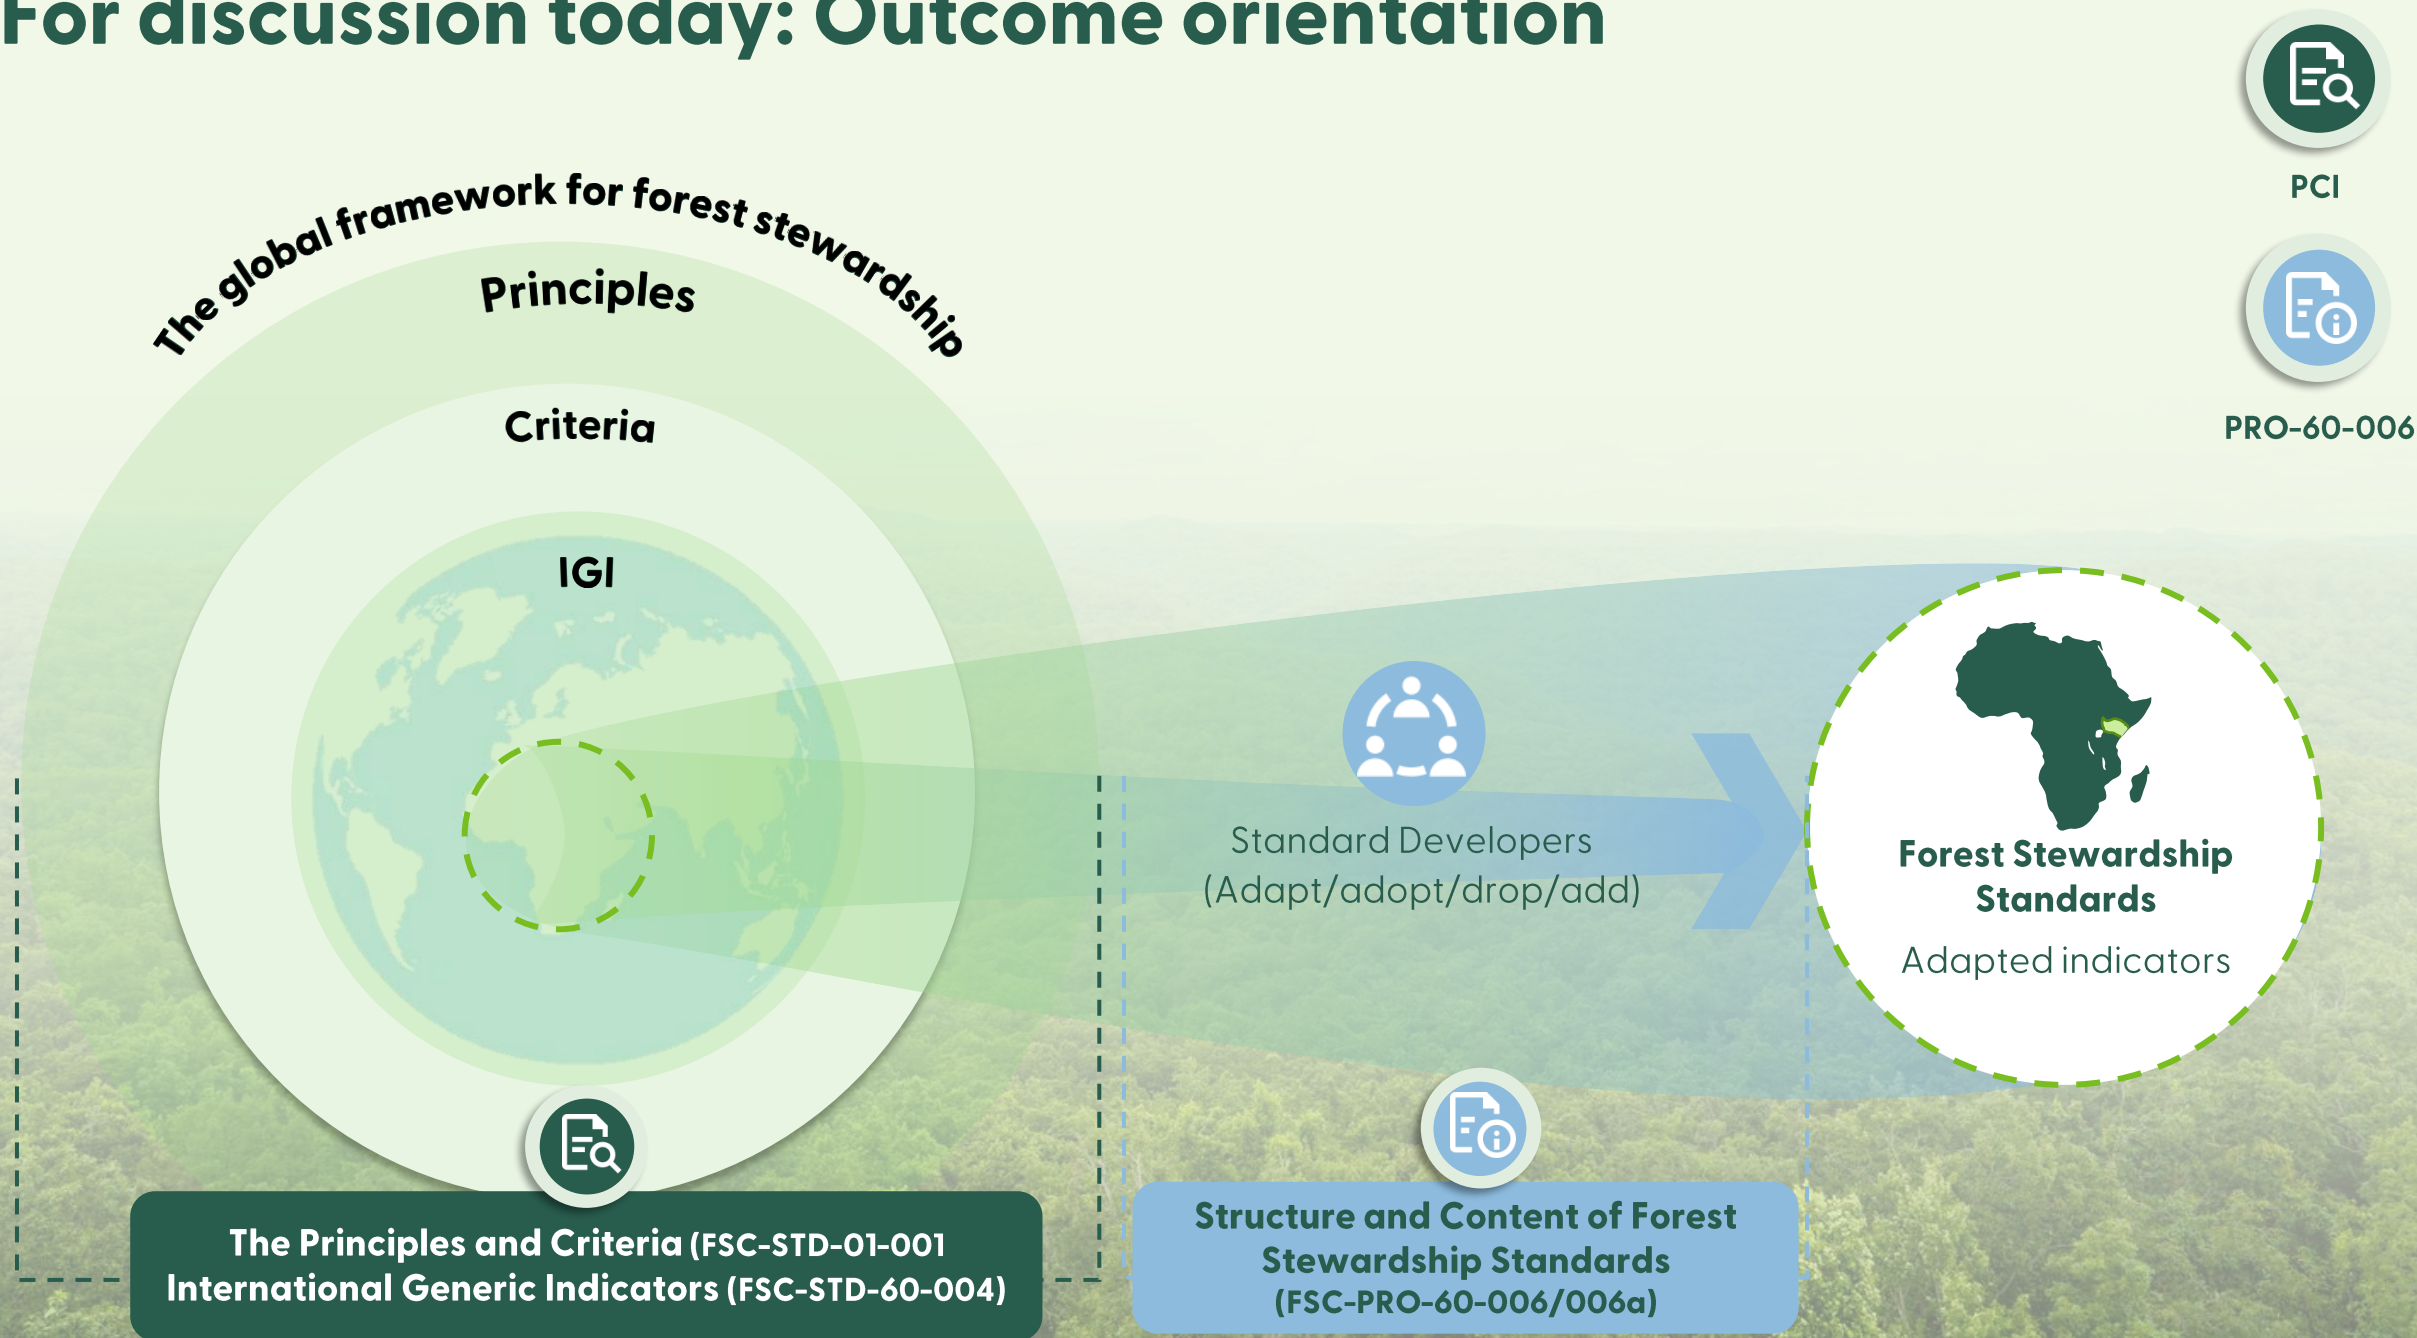 For discussion today: Outcome orientation
PCI
PRO-60-006
The global framework for forest stewardship
Principles
Criteria
IGI
Standard Developers
(Adapt/adopt/drop/add)
Forest Stewardship
Standards
Adapted indicators
The Principles and Criteria (FSC-STD-01-001
International Generic Indicators (FSC-STD-60-004)
Structure and Content of Forest
Stewardship Standards
(FSC-PRO-60-006/006a)